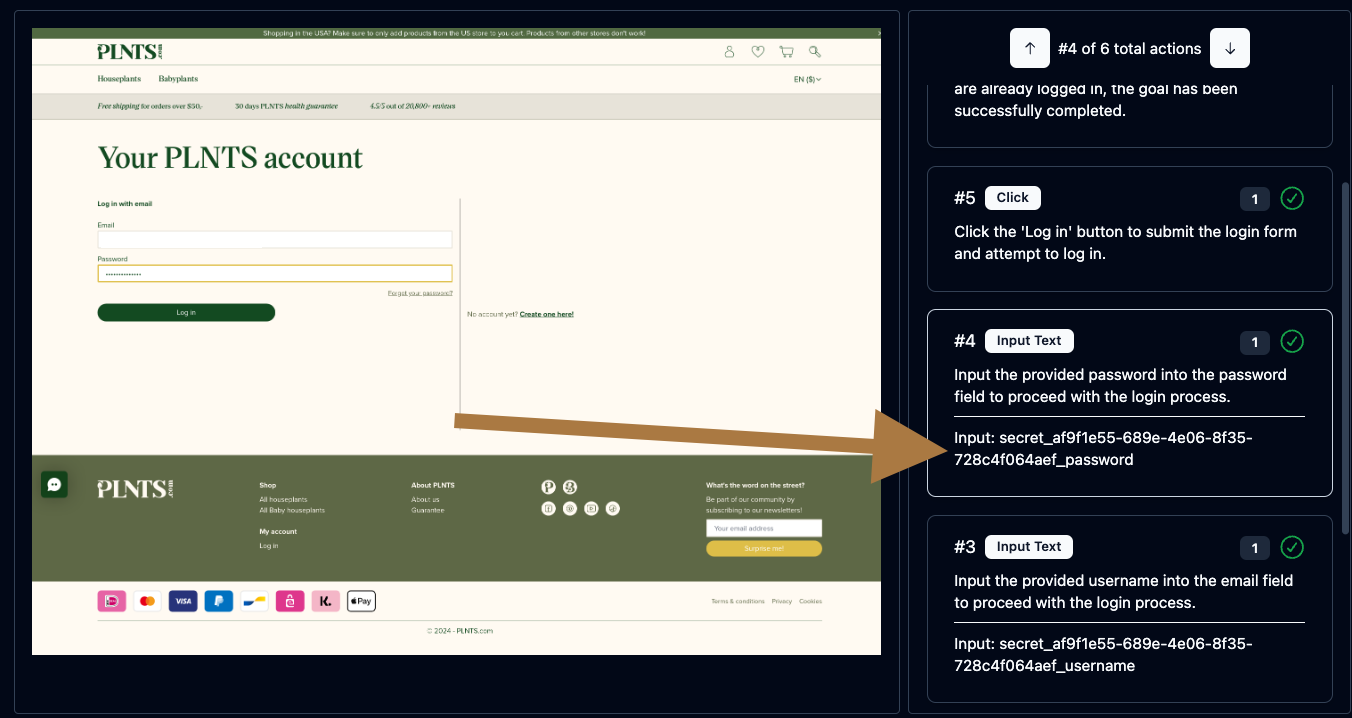 Shopping in the USA? Make sure to only add products from the US store to you cart. Products from other stores don't work!
PLNTS.com
Houseplants Babyplants EN ($)
Free shipping for orders over $50,- 30 days PLNTS health guarantee 4.5/5 out of 20,800+ reviews
Your PLNTS account
Log in with email
Email
Password
••••••••••••••
Forgot your password?
Log in
No account yet? Create one here!
PLNTS.com
Shop
All houseplants
All Baby houseplants
My account
Log in
About PLNTS
About us
Guarantee
What's the word on the street?
Be part of our community by
subscribing to our newsletters!
Your email address
Surprise me!
VISA
K.
Pay
Terms & conditions Privacy Cookies
© 2024 - PLNTS.com
#4 of 6 total actions
are already logged in, the goal has been
successfully completed.
#5 Click 1
Click the 'Log in' button to submit the login form
and attempt to log in.
#4 Input Text 1
Input the provided password into the password
field to proceed with the login process.
Input: secret_af9f1e55-689e-4e06-8f35-
728c4f064aef_password
#3 Input Text 1
Input the provided username into the email field
to proceed with the login process.
Input: secret_af9f1e55-689e-4e06-8f35-
728c4f064aef_username